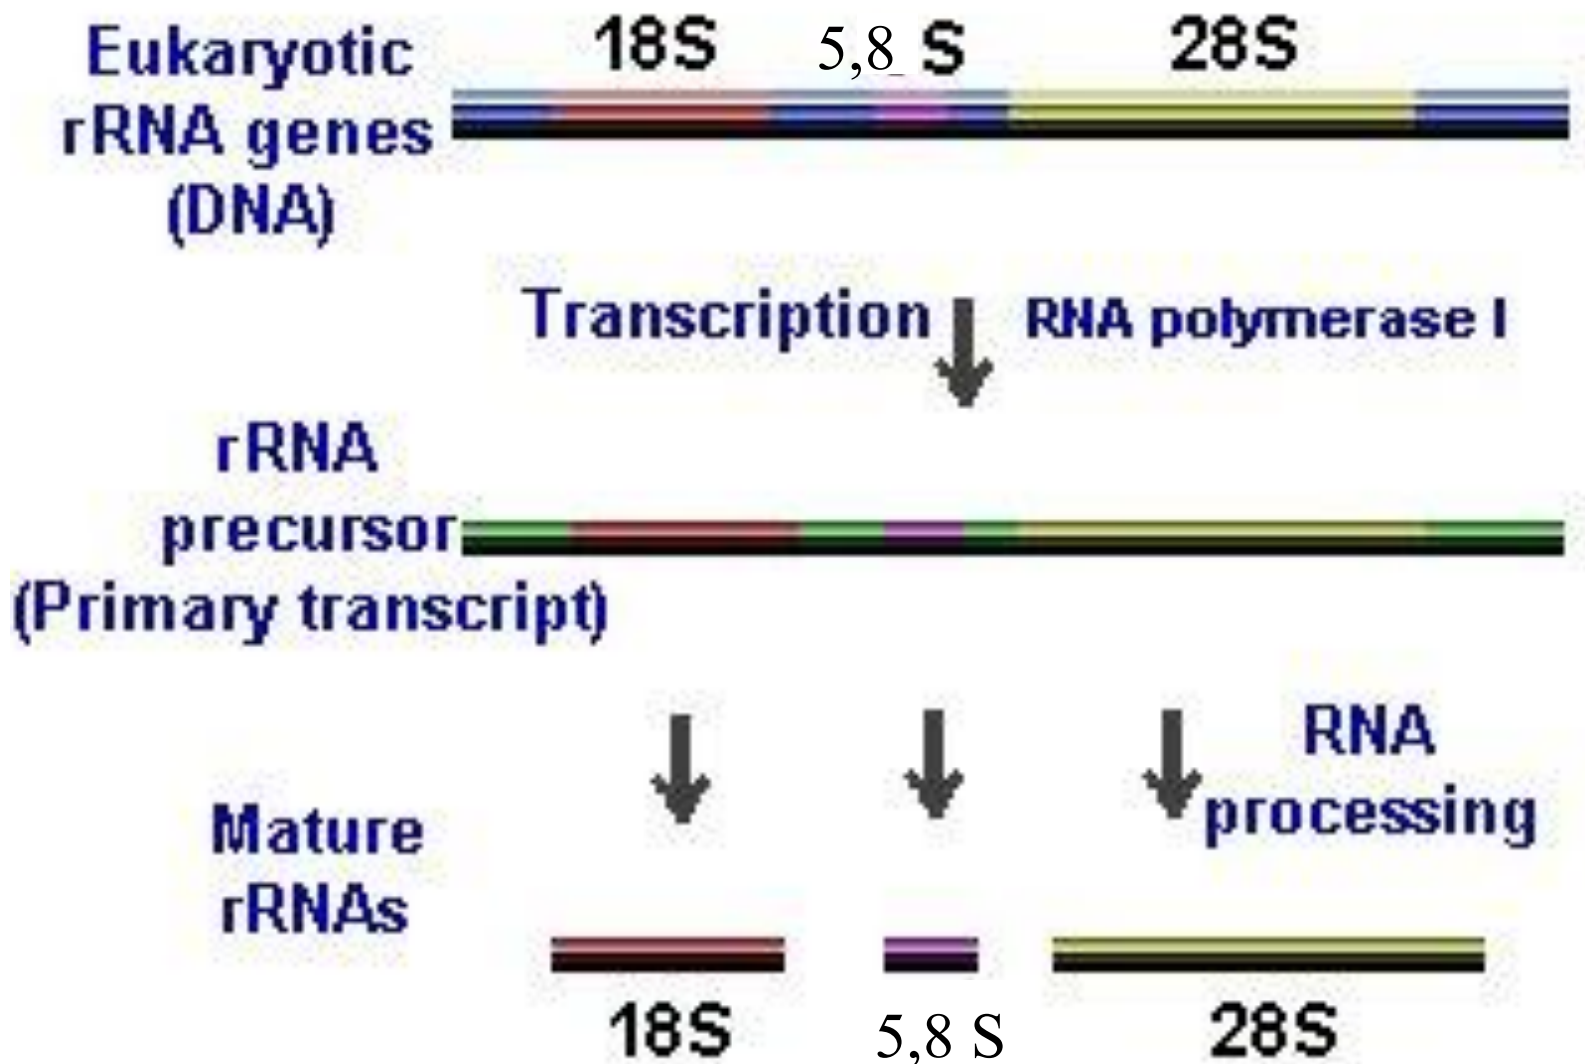 Eukaryotic
rRNA genes
(DNA)
18S 5,8 S 28S
Transcription RNA polymerase I
rRNA
precursor
(Primary transcript)
RNA
processing
Mature
rRNAs
18S 5,8 S 28S